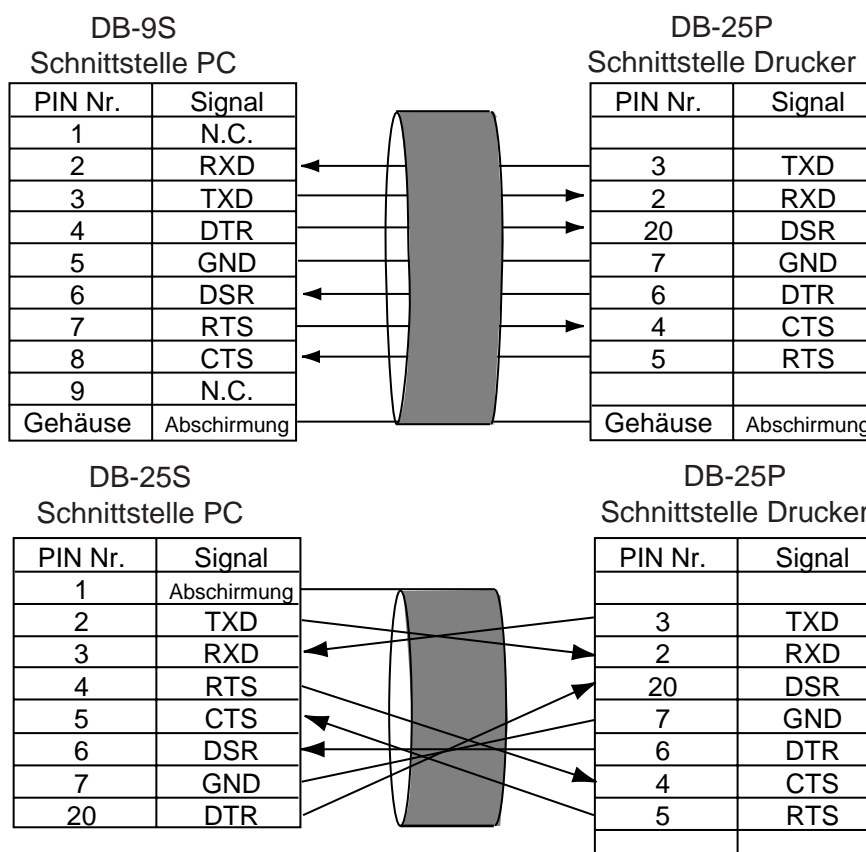 DB-9S
Schnittstelle PC
PIN Nr. Signal
1 N.C.
2 RXD
3 TXD
4 DTR
5 GND
6 DSR
7 RTS
8 CTS
9 N.C.
Gehäuse Abschirmung
DB-25P
Schnittstelle Drucker
PIN Nr. Signal
3 TXD
2 RXD
20 DSR
7 GND
6 DTR
4 CTS
5 RTS
Gehäuse Abschirmung
DB-25S
Schnittstelle PC
PIN Nr. Signal
1 Abschirmung
2 TXD
3 RXD
4 RTS
5 CTS
6 DSR
7 GND
20 DTR
DB-25P
Schnittstelle Drucker
PIN Nr. Signal
3 TXD
2 RXD
20 DSR
7 GND
6 DTR
4 CTS
5 RTS